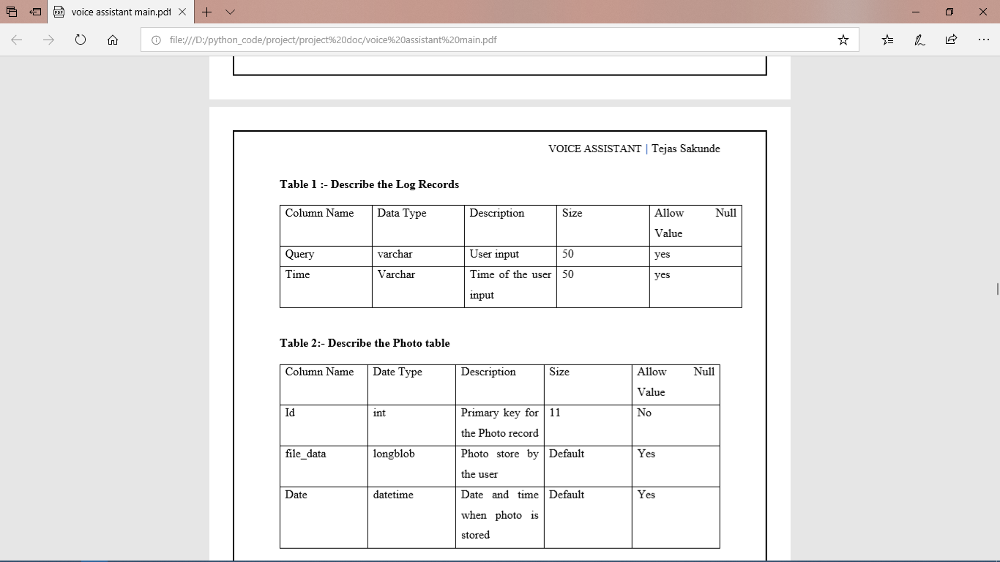 voice assistant main.pdf
file:///D:/python_code/project/project%20doc/voice%20assistant%20main.pdf
VOICE ASSISTANT | Tejas Sakunde
Table 1 :- Describe the Log Records
Column Name Data Type Description Size Allow Null
Value
Query varchar User input 50 yes
Time Varchar Time of the user 50 yes
input
Table 2:- Describe the Photo table
Column Name Date Type Description Size Allow Null
Value
Id int Primary key for 11 No
the Photo record
file_data longblob Photo store by Default Yes
the user
Date datetime Date and time Default Yes
when photo is
stored